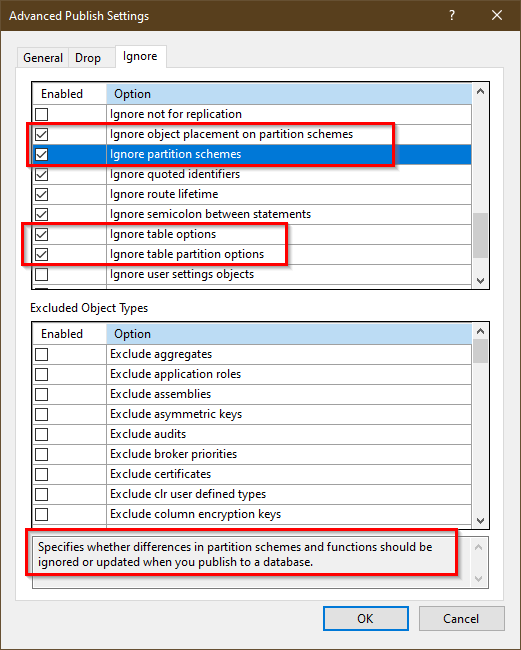 Advanced Publish Settings
General Drop Ignore
Enabled Option
Ignore not for replication
Ignore object placement on partition schemes
Ignore partition schemes
Ignore quoted identifiers
Ignore route lifetime
Ignore semicolon between statements
Ignore table options
Ignore table partition options
Ignore user settings objects
Excluded Object Types
Enabled Option
Exclude aggregates
Exclude application roles
Exclude assemblies
Exclude asymmetric keys
Exclude audits
Exclude broker priorities
Exclude certificates
Exclude clr user defined types
Exclude column encryption keys
Specifies whether differences in partition schemes and functions should be
ignored or updated when you publish to a database.
OK Cancel